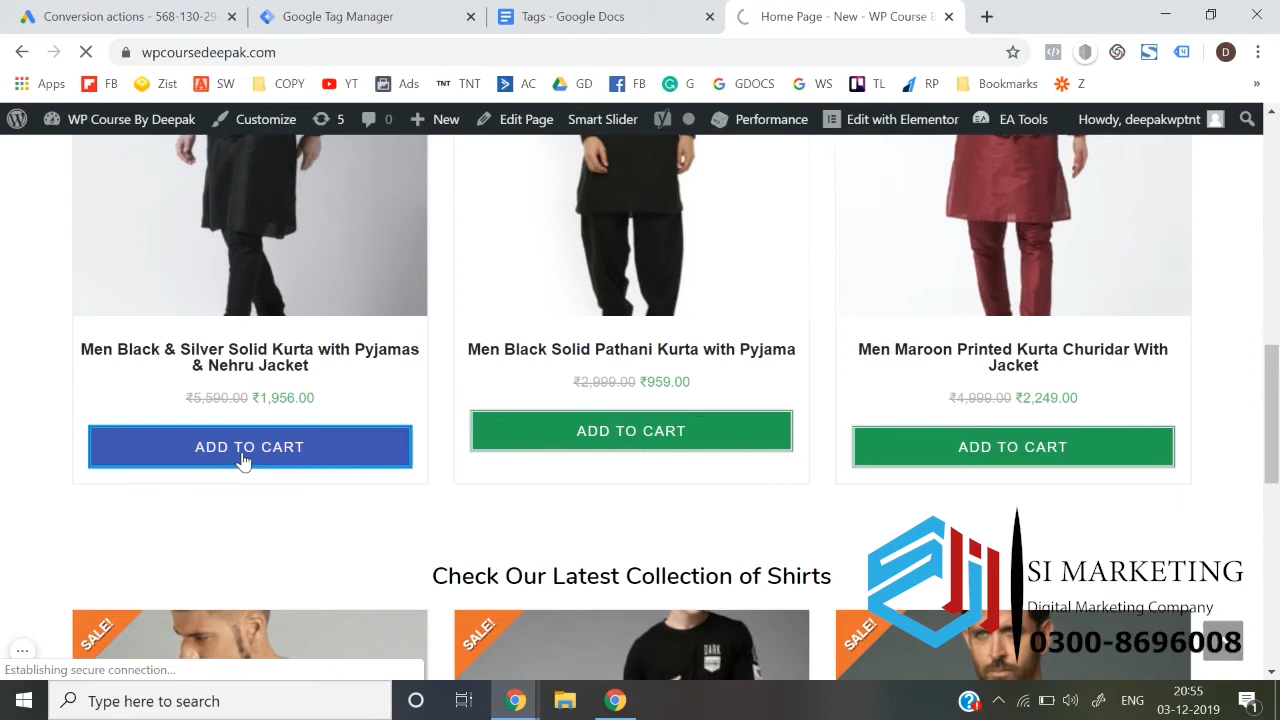 Conversion actions - 568-130-29
Google Tag Manager
Tags - Google Docs
Home Page - New - WP Course B
wpcoursedeepak.com
Apps FB Zist SW COPY YT Ads TNT TNT AC GD FB G GDOCS WS TL RP Bookmarks Z »
WP Course By Deepak Customize 5 0 New Edit Page Smart Slider Performance Edit with Elementor EA Tools Howdy, deepakwptnt
Men Black & Silver Solid Kurta with Pyjamas
& Nehru Jacket
₹5,590.00 ₹1,956.00
ADD TO CART
Men Black Solid Pathani Kurta with Pyjama
₹2,999.00 ₹959.00
ADD TO CART
Men Maroon Printed Kurta Churidar With
Jacket
₹4,999.00 ₹2,249.00
ADD TO CART
Check Our Latest Collection of Shirts
SALE!
SALE!
DARK
SALE!
SI MARKETING
Digital Marketing Company
0300-8696008
...
Establishing secure connection...
Type here to search
ENG
20:55
03-12-2019
1